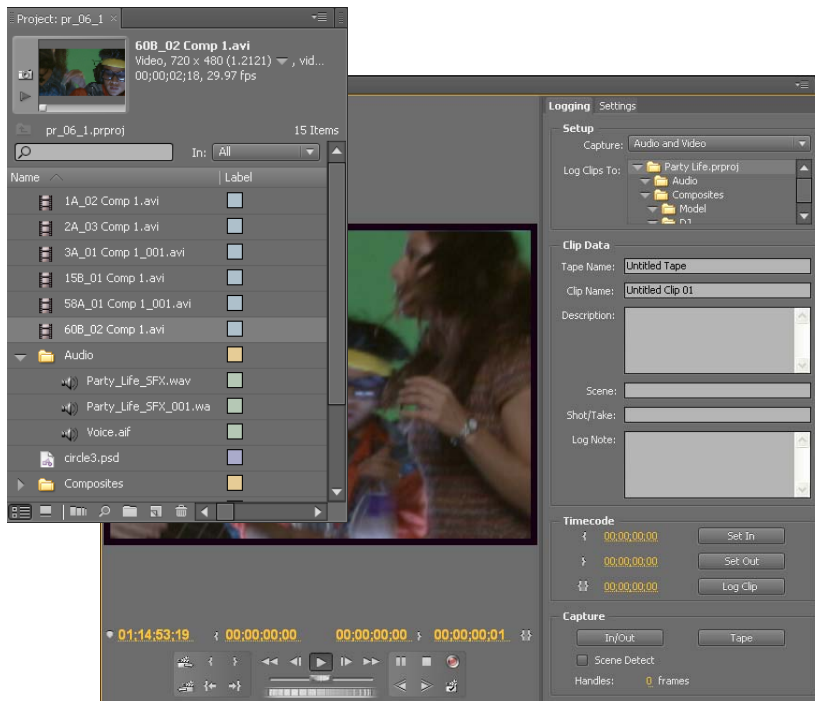 Project: pr_06_1
60B_02 Comp 1.avi
Video, 720 x 480 (1.2121) , vid...
00;00;02;18, 29.97 fps
pr_06_1.prproj
15 Items
In: All
Name Label
1A_02 Comp 1.avi
2A_03 Comp 1.avi
3A_01 Comp 1_001.avi
15B_01 Comp 1.avi
58A_01 Comp 1_001.avi
60B_02 Comp 1.avi
Audio
Party_Life_SFX.wav
Party_Life_SFX_001.wa
Voice.aif
circle3.psd
Composites
01;14;53;19 { 00;00;00;00 00;00;00;00 } 00;00;00;01 {}
Logging Settings
Setup
Capture: Audio and Video
Log Clips To: Party Life.prproj
Audio
Composites
Model
DJ
Clip Data
Tape Name: Untitled Tape
Clip Name: Untitled Clip 01
Description:
Scene:
Shot/Take:
Log Note:
Timecode
{ 00;00;00;00 Set In
} 00;00;00;00 Set Out
{} 00;00;00;00 Log Clip
Capture
In/Out Tape
Scene Detect
Handles: 0 frames